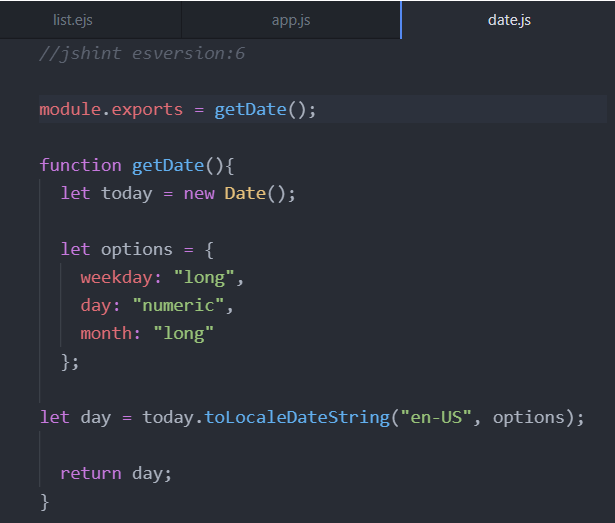 list.ejs app.js date.js
//jshint esversion:6
module.exports = getDate();
function getDate(){
let today = new Date();
let options = {
weekday: "long",
day: "numeric",
month: "long"
};
let day = today.toLocaleDateString("en-US", options);
return day;
}